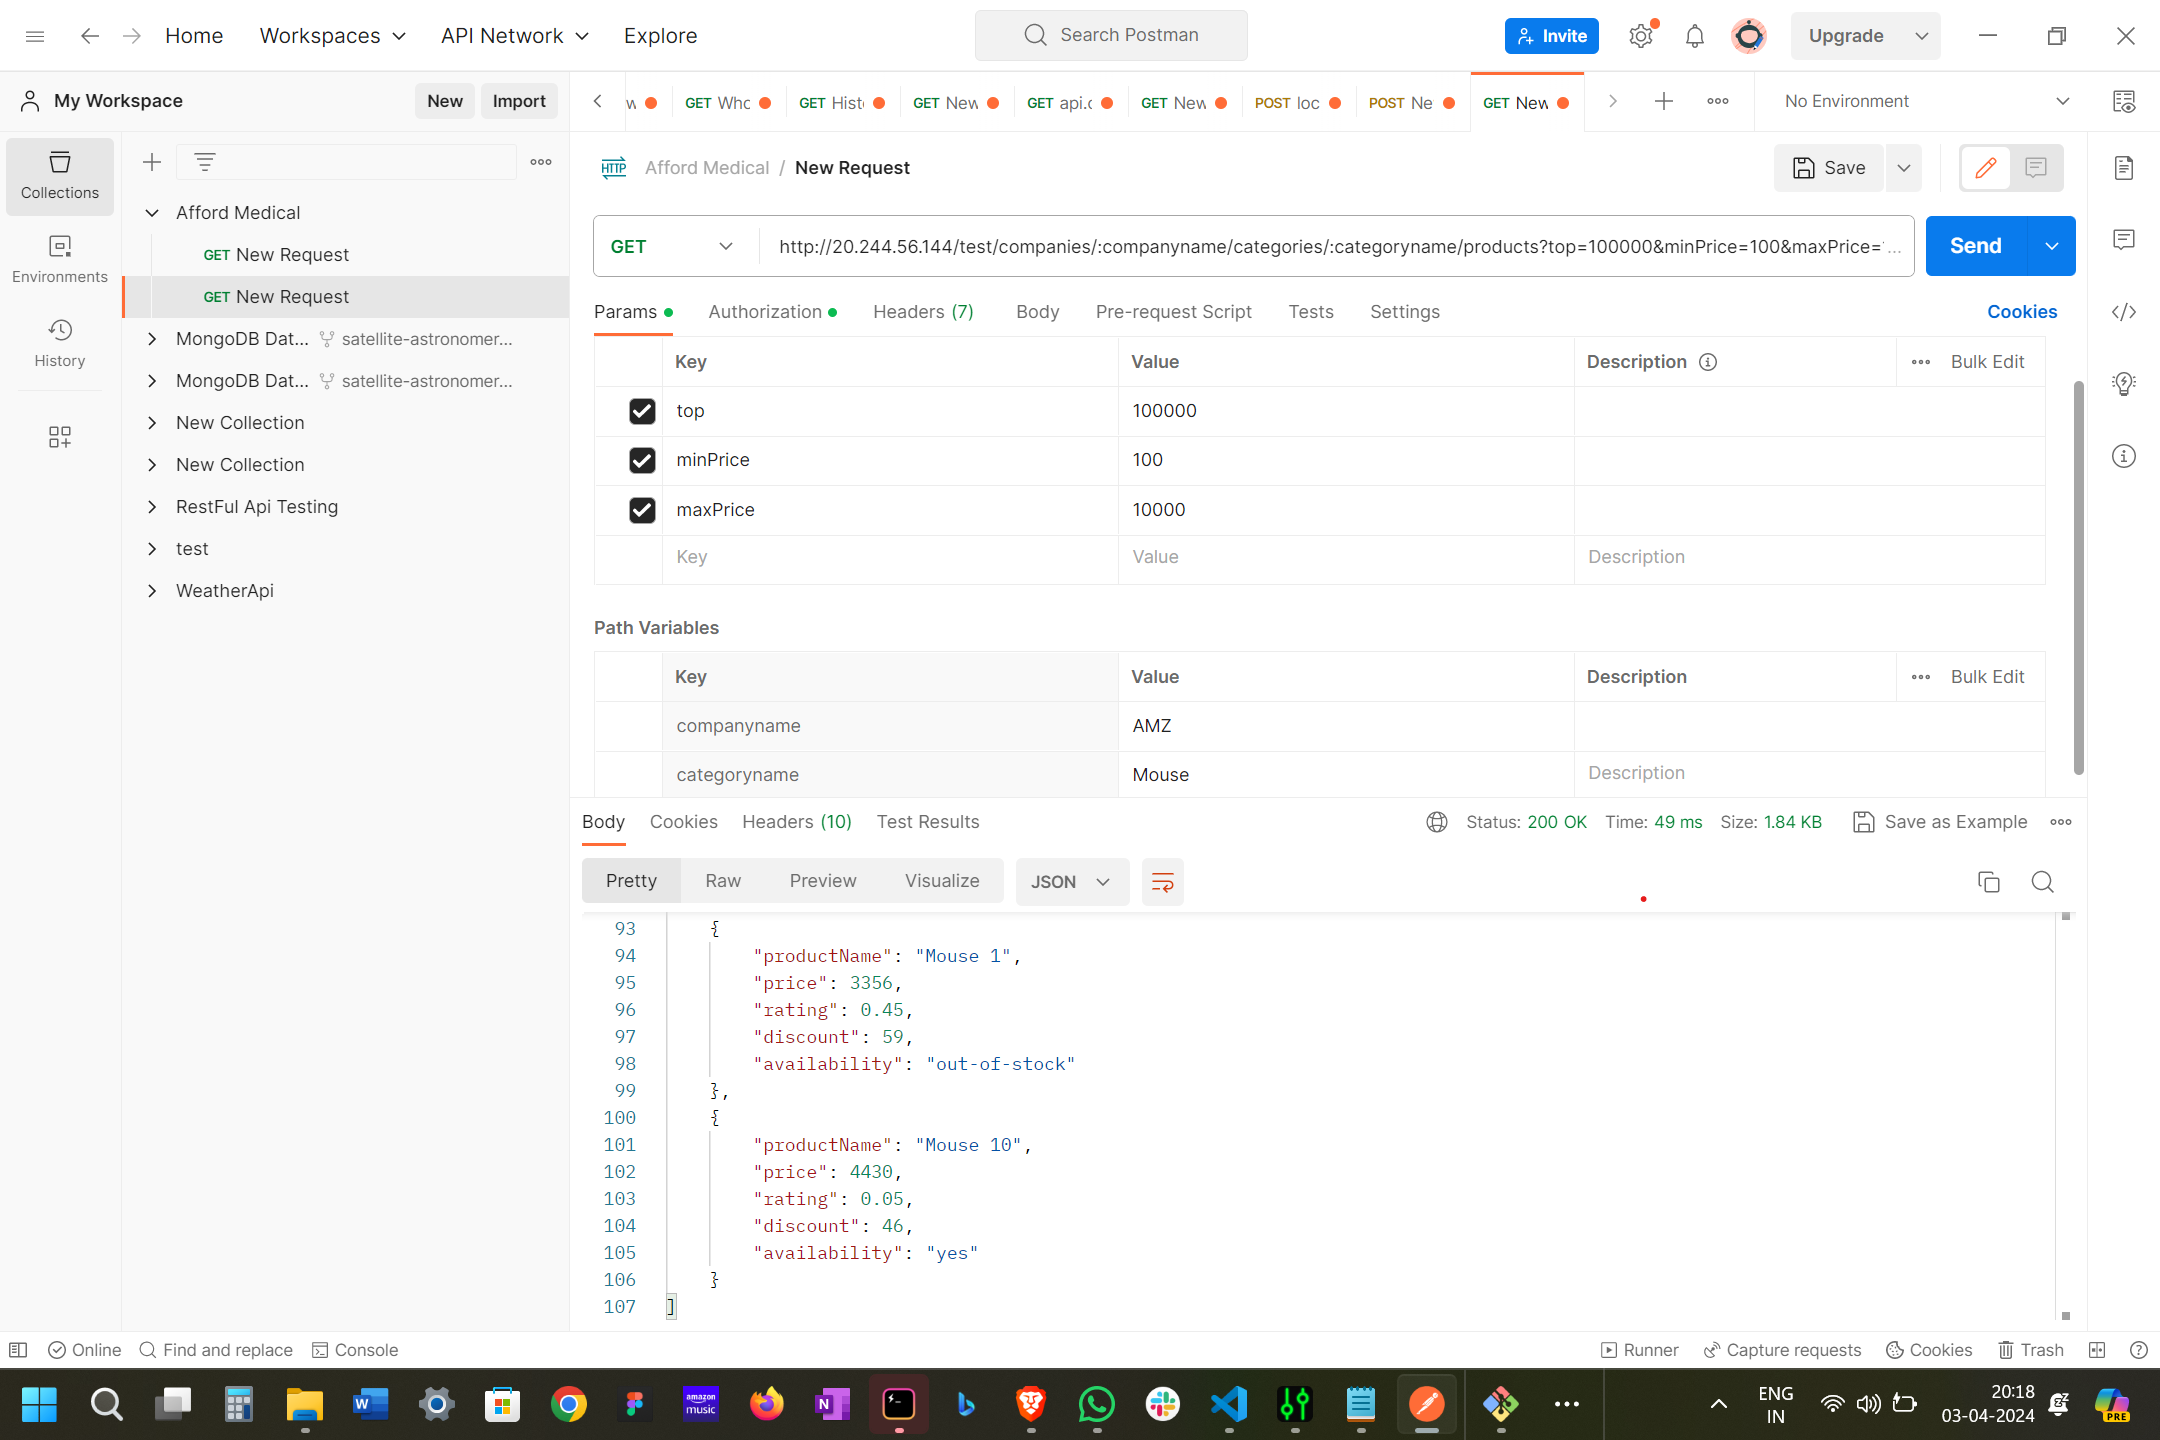 Home Workspaces API Network Explore Search Postman Invite Upgrade
My Workspace New Import
GET Who GET Hist GET New GET api.c GET New POST loc POST Ne GET New No Environment
Collections
Environments
History
Afford Medical
GET New Request
GET New Request
MongoDB Dat... satellite-astronomer...
MongoDB Dat... satellite-astronomer...
New Collection
New Collection
RestFul Api Testing
test
WeatherApi
HTTP Afford Medical / New Request Save
GET http://20.244.56.144/test/companies/:companyname/categories/:categoryname/products?top=100000&minPrice=100&maxPrice= ... Send
Params Authorization Headers (7) Body Pre-request Script Tests Settings Cookies
Key Value Description Bulk Edit
top 100000
minPrice 100
maxPrice 10000
Key Value Description
Path Variables
Key Value Description Bulk Edit
companyname AMZ
categoryname Mouse Description
Body Cookies Headers (10) Test Results Status: 200 OK Time: 49 ms Size: 1.84 KB Save as Example
Pretty Raw Preview Visualize JSON
93 {
94 "productName": "Mouse 1",
95 "price": 3356,
96 "rating": 0.45,
97 "discount": 59,
98 "availability": "out-of-stock"
99 },
100 {
101 "productName": "Mouse 10",
102 "price": 4430,
103 "rating": 0.05,
104 "discount": 46,
105 "availability": "yes"
106 }
107 ]
Online Find and replace Console Runner Capture requests Cookies Trash
amazon music
ENG
IN
20:18
03-04-2024
PRE